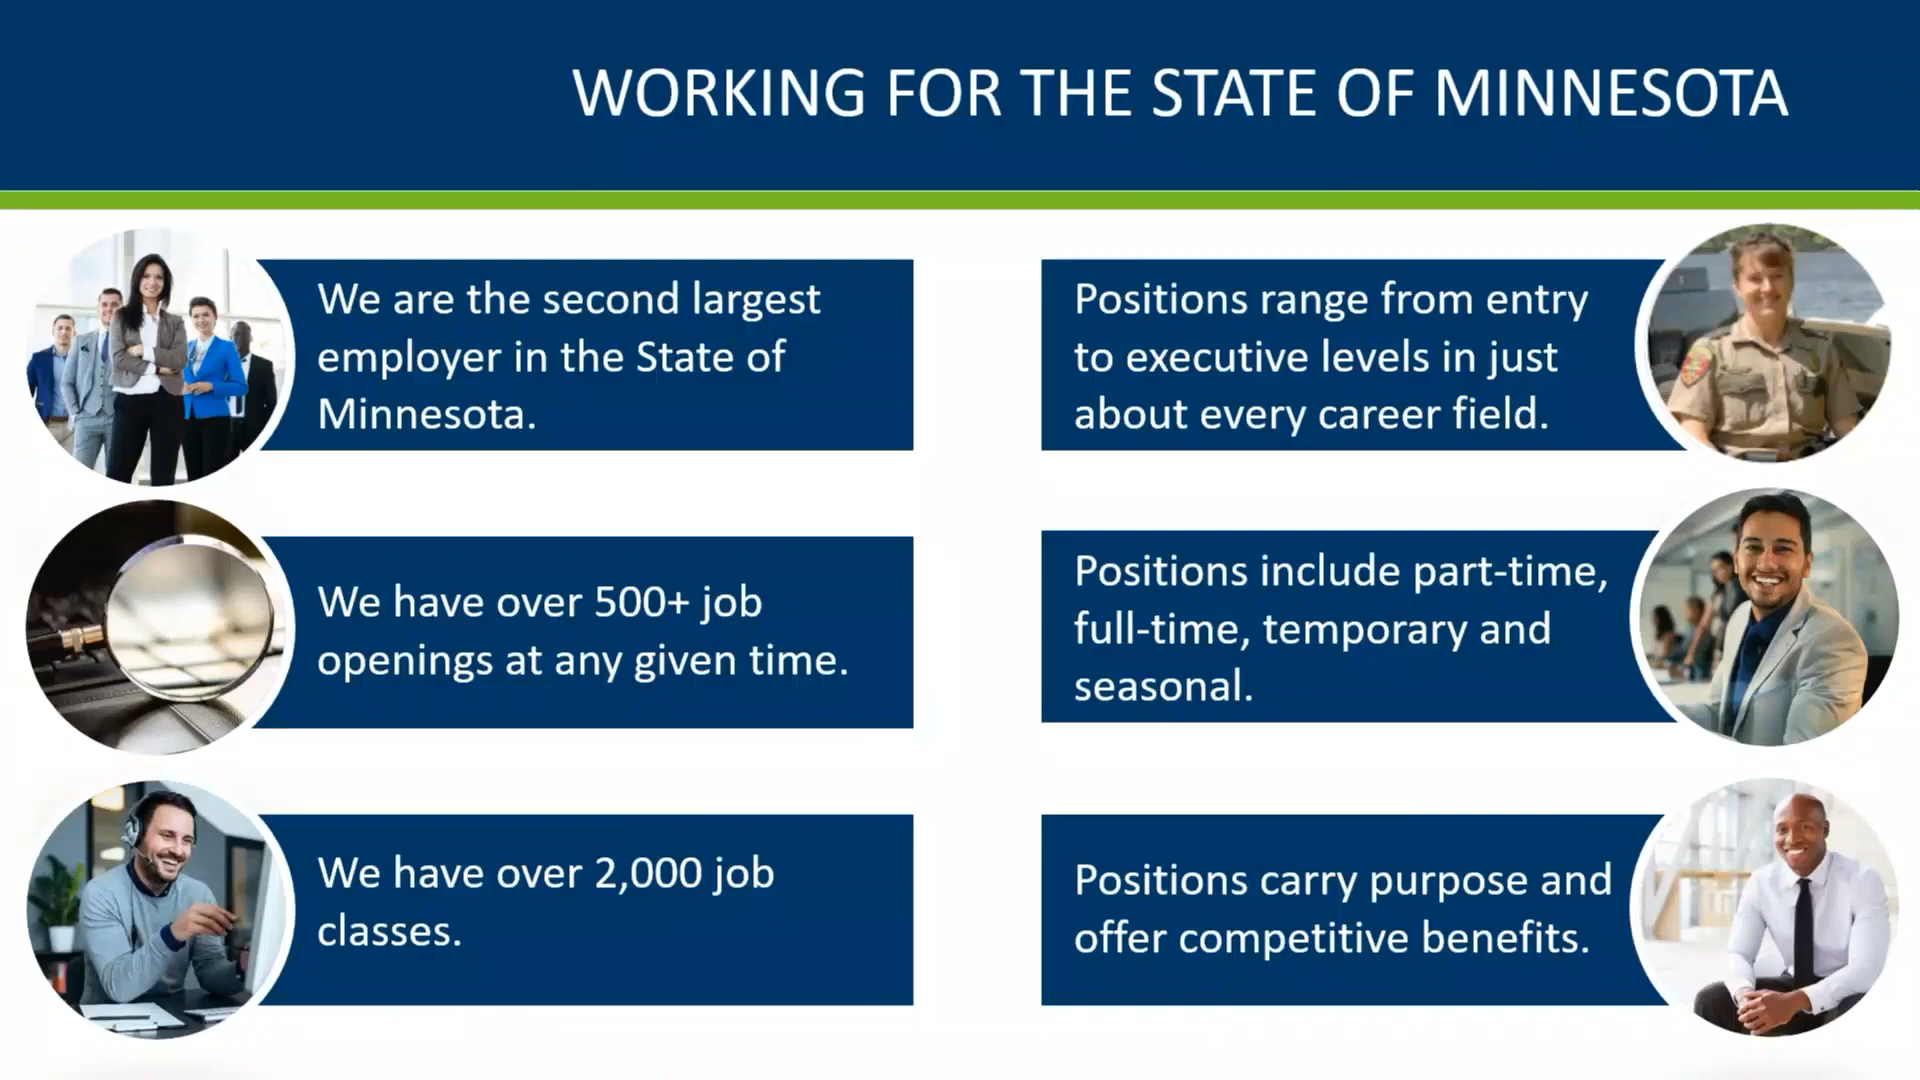 WORKING FOR THE STATE OF MINNESOTA
We are the second largest
employer in the State of
Minnesota.
We have over 500+ job
openings at any given time.
We have over 2,000 job
classes.
Positions range from entry
to executive levels in just
about every career field.
Positions include part-time,
full-time, temporary and
seasonal.
Positions carry purpose and
offer competitive benefits.